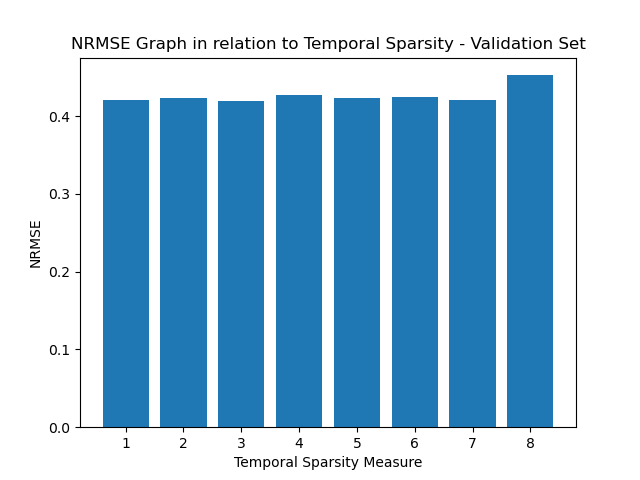 NRMSE Graph in relation to Temporal Sparsity - Validation Set
0.4
0.3
0.2
0.1
0.0
NRMSE
1 2 3 4 5 6 7 8
Temporal Sparsity Measure